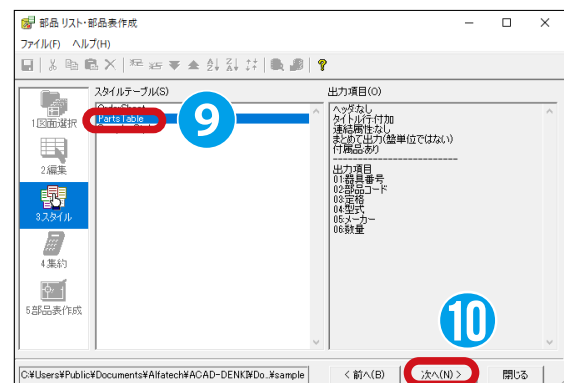 部品 リスト・部品表作成
ファイル(F) ヘルプ(H)
スタイルテーブル(S)
出力項目(O)
1.図面選択
2.編集
3.スタイル
4.集約
5.部品表作成
PartsTable
9
ヘッダなし
タイトル行付加
連結属性なし
まとめて出力(盤単位ではない)
付属品あり
--------------------------
出力項目
01:器具番号
02:部品コード
03:定格
04:型式
05:メーカー
06:数量
10
C:¥Users¥Public¥Documents¥Alfatech¥ACAD-DENKI¥Do..¥sample
< 前へ(B)
次へ(N) >
閉じる